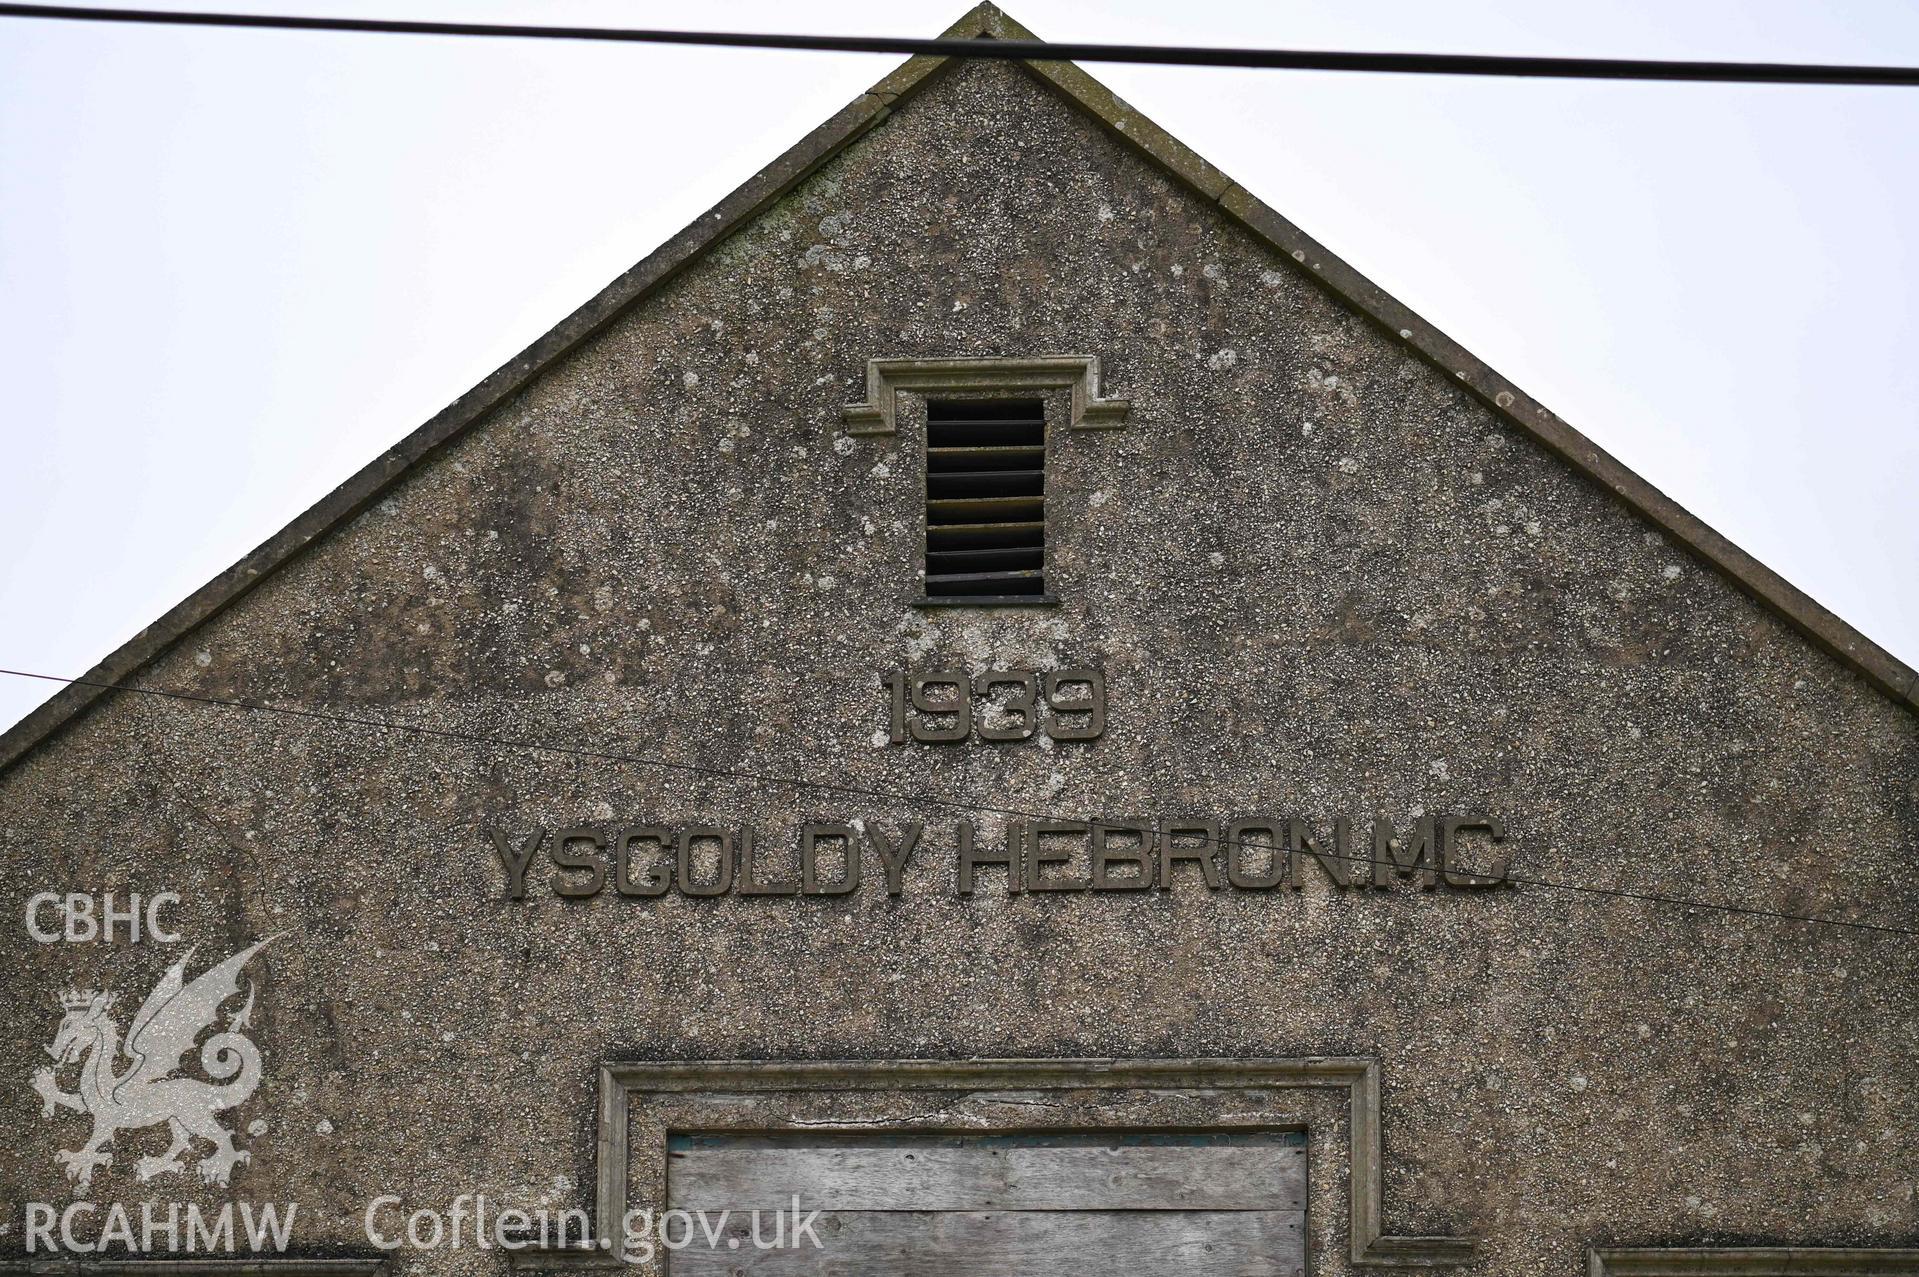 1939
YSGOLDY HEBRON.M.C.
CBHC
RCAHMW Coflein.gov.uk